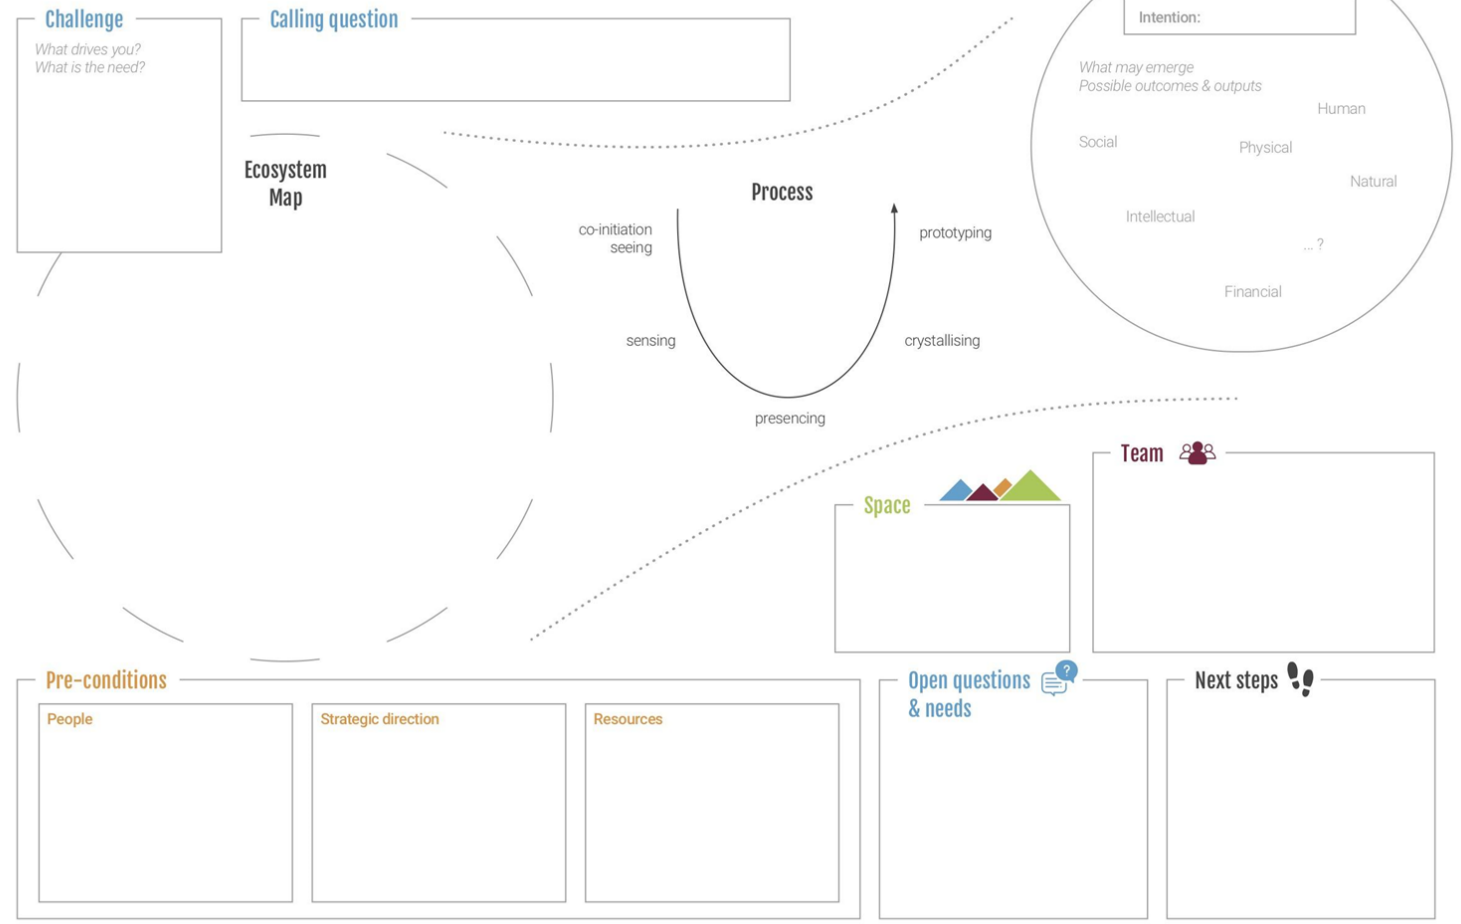 Challenge
What drives you?
What is the need?
Calling question
Intention:
What may emerge
Possible outcomes & outputs
Human
Social
Physical
Natural
Intellectual
... ?
Financial
Ecosystem
Map
Process
co-initiation
seeing
sensing
presencing
crystallising
prototyping
Space
Team
Pre-conditions
People
Strategic direction
Resources
Open questions
& needs
?
Next steps